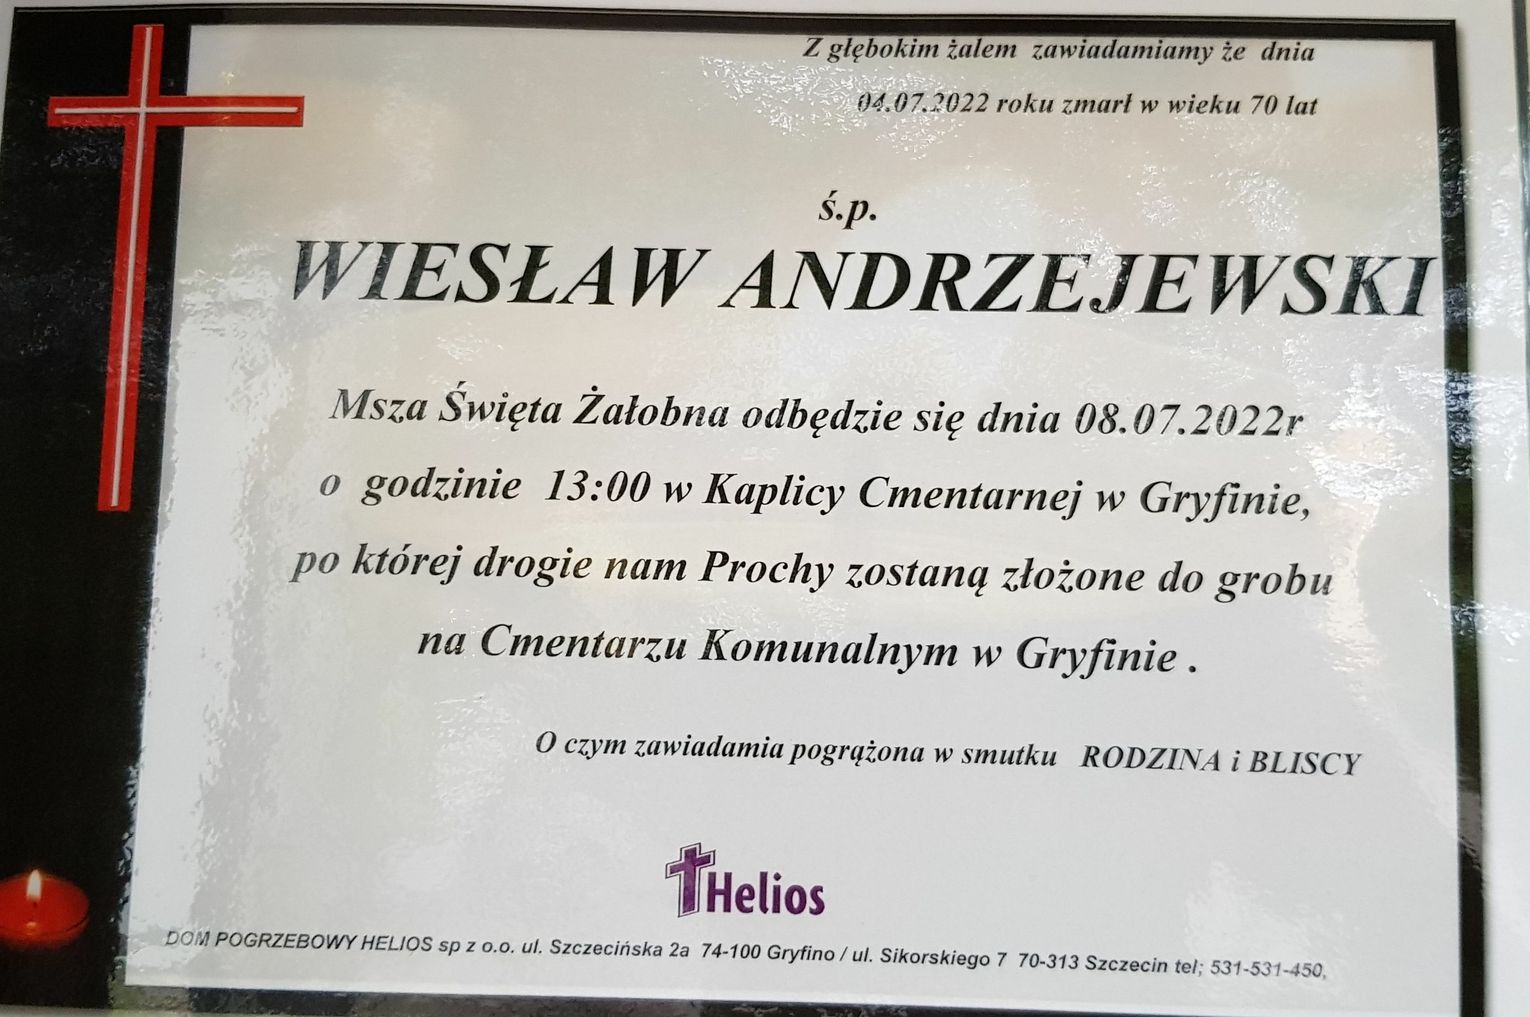 Z głębokim żalem zawiadamiamy że dnia
04.07.2022 roku zmarł w wieku 70 lat
ś.p.
WIESŁAW ANDRZEJEWSKI
Msza Święta Żałobna odbędzie się dnia 08.07.2022r
o godzinie 13:00 w Kaplicy Cmentarnej w Gryfinie,
po której drogie nam Prochy zostaną złożone do grobu
na Cmentarzu Komunalnym w Gryfinie .
O czym zawiadamia pogrążona w smutku RODZINA i BLISCY
Helios
DOM POGRZEBOWY HELIOS sp z o.o. ul. Szczecińska 2a 74-100 Gryfino / ul. Sikorskiego 7 70-313 Szczecin tel; 531-531-450,